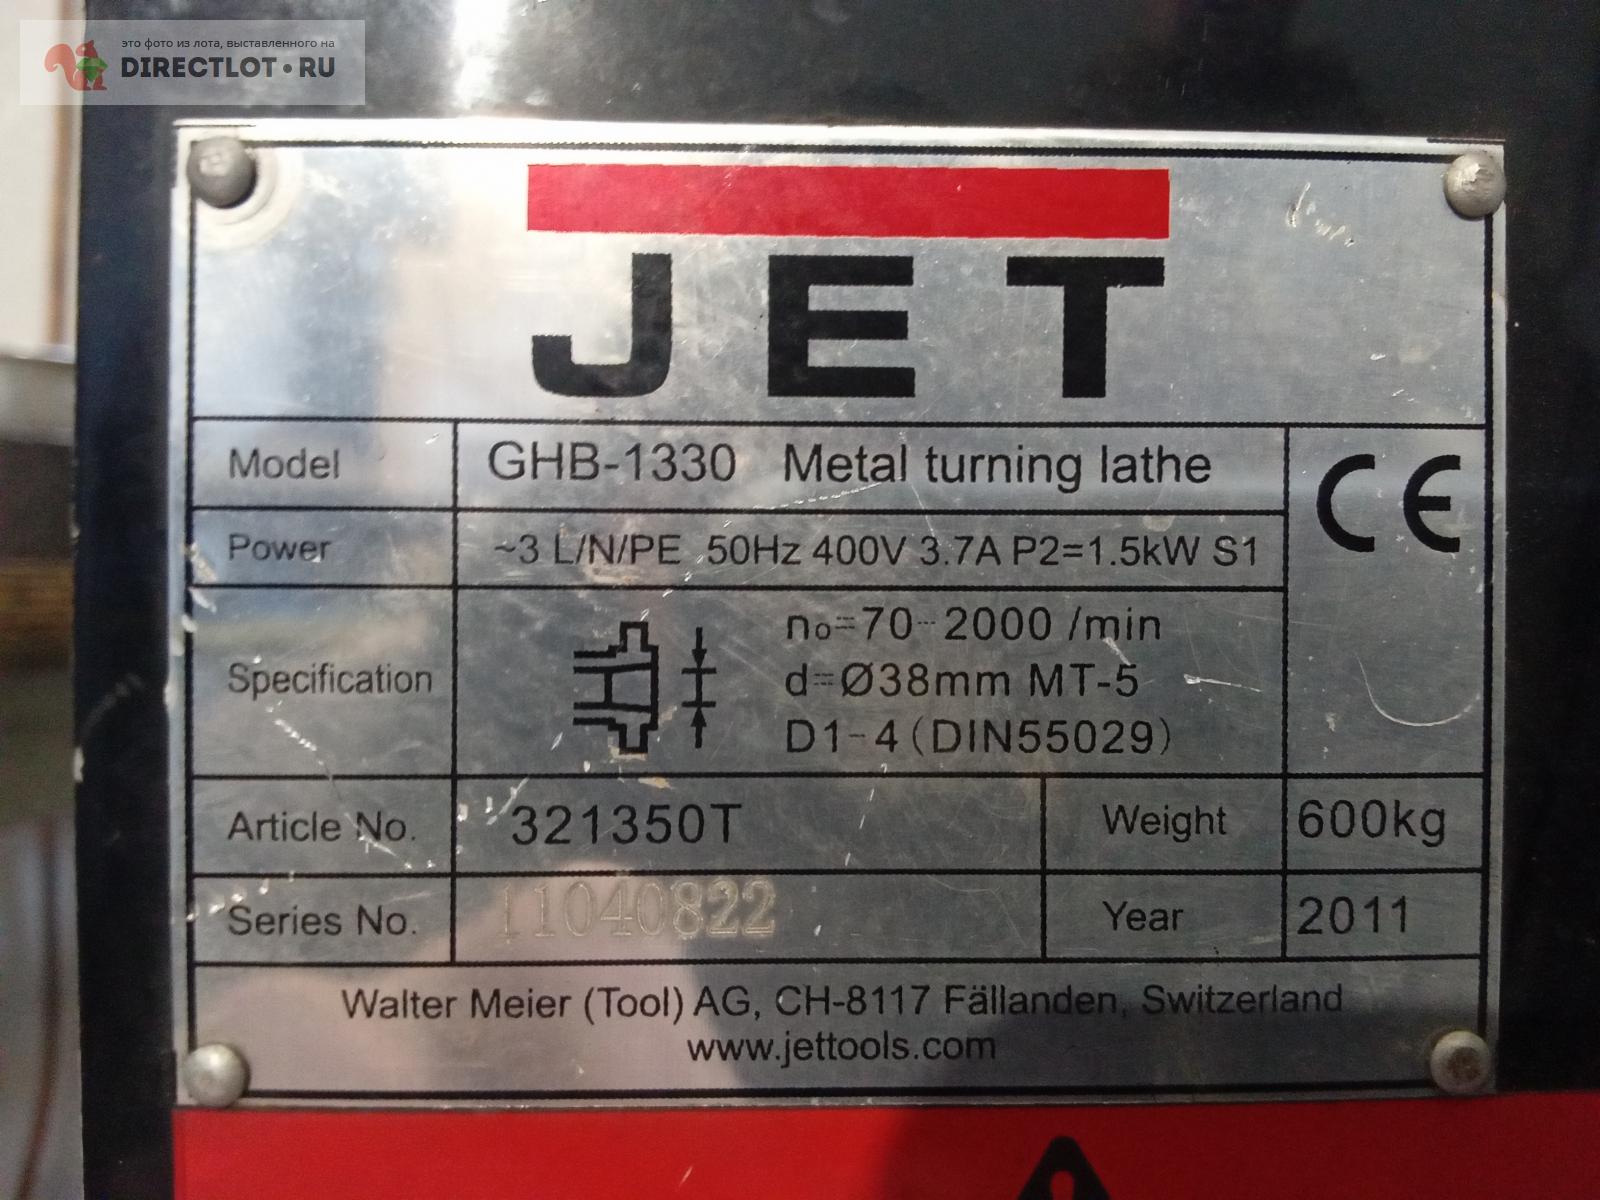 это фото из лота, выставленного на
DIRECTLOT•RU
JET
Model GHB-1330 Metal turning lathe CE
Power ~3 L/N/PE 50Hz 400V 3.7A P2=1.5kW S1
n₀=70-2000 /min
Specification d=Ø38mm MT-5
D1-4 (DIN55029)
Article No. 321350T Weight 600kg
Series No. 11040822 Year 2011
Walter Meier (Tool) AG, CH-8117 Fällanden, Switzerland
www.jettools.com